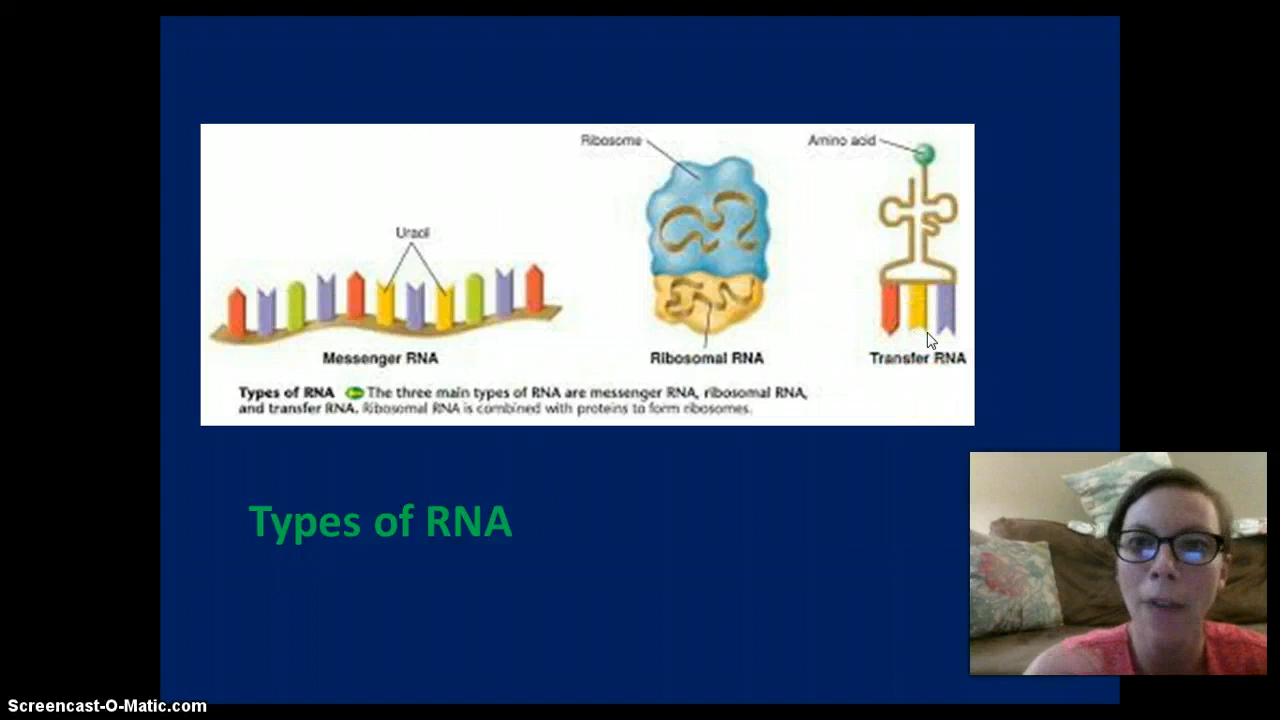 Ribosome
Amino acid
Uracil
Messenger RNA
Ribosomal RNA
Transfer RNA
Types of RNA The three main types of RNA are messenger RNA, ribosomal RNA,
and transfer RNA. Ribosomal RNA is combined with proteins to form ribosomes.
Types of RNA
Screencast-O-Matic.com